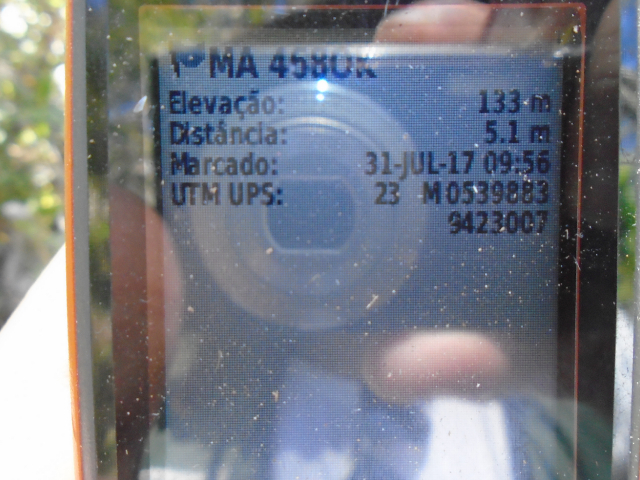 MA 458OK
Elevação: 133 m
Distância: 5.1 m
Marcado: 31-JUL-17 09:56
UTM UPS: 23 M 0539883
9423007